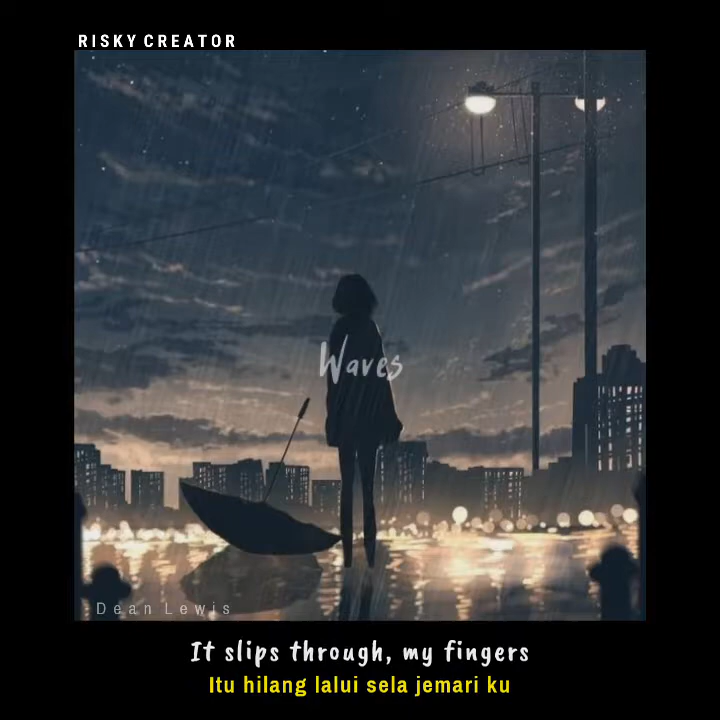 RISKY CREATOR
Waves
Dean Lewis
It slips through, my fingers
Itu hilang lalui sela jemari ku